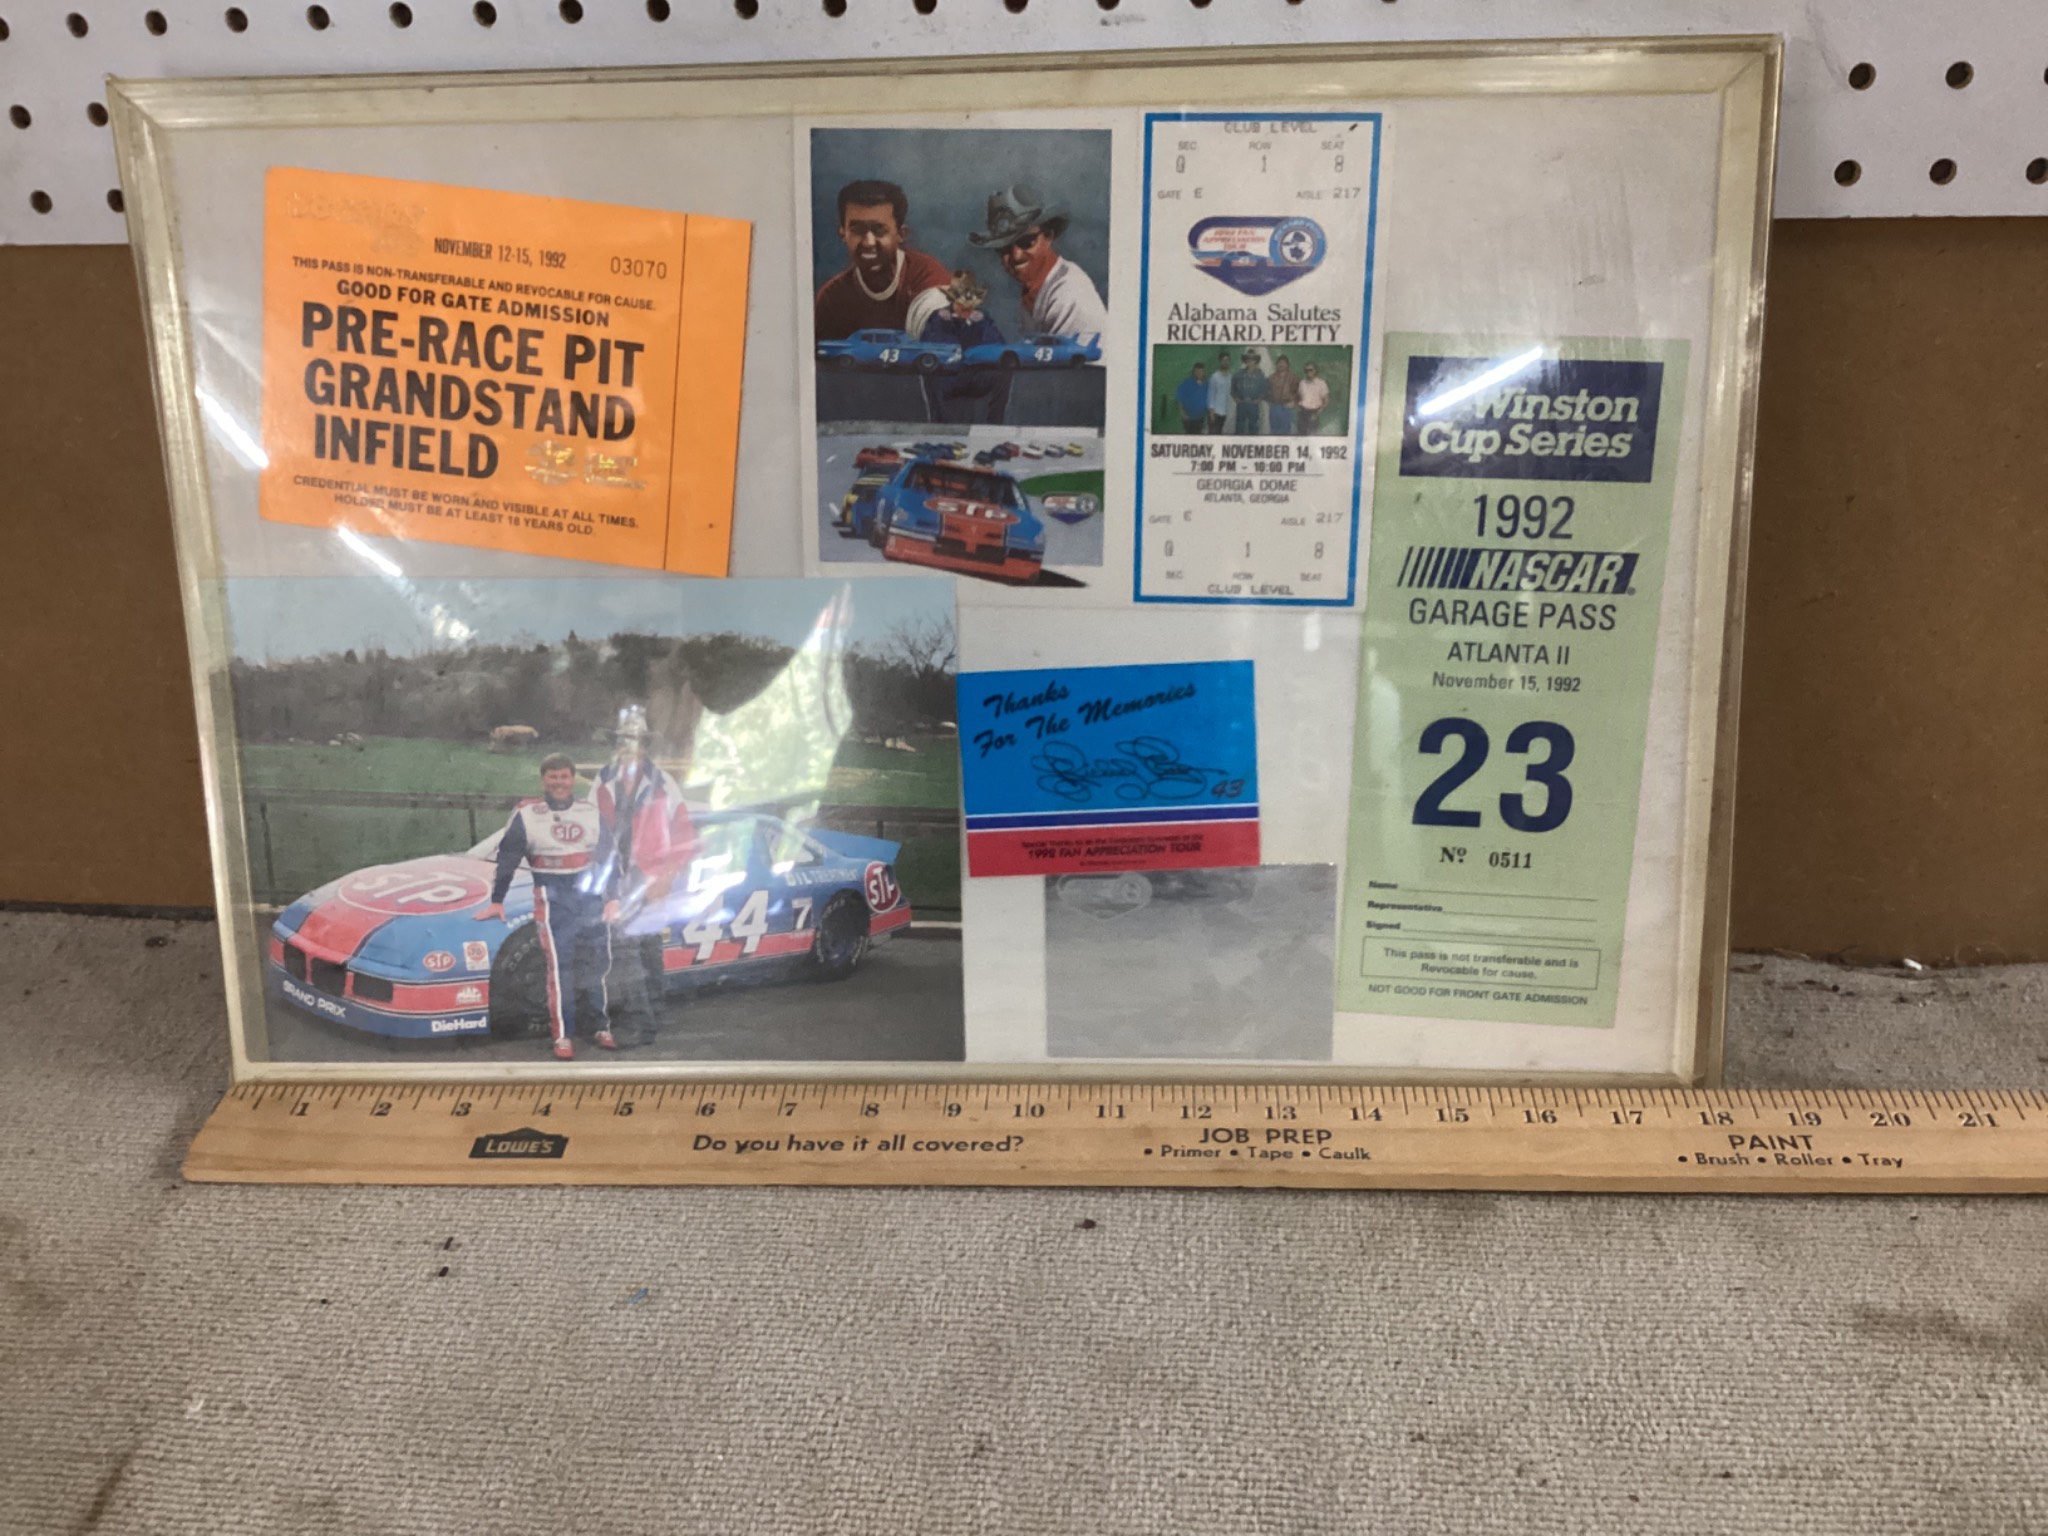 NOVEMBER 12-15, 1992
03070
THIS PASS IS NON-TRANSFERABLE AND REVOCABLE FOR CAUSE.
GOOD FOR GATE ADMISSION
PRE-RACE PIT
GRANDSTAND
INFIELD
CREDENTIAL MUST BE WORN AND VISIBLE AT ALL TIMES.
HOLDER MUST BE AT LEAST 18 YEARS OLD.
43
43
STP
CLUB LEVEL
SEC ROW SEAT
Q 1 8
GATE E AISLE 217
Alabama Salutes
RICHARD PETTY
SATURDAY, NOVEMBER 14, 1992
7:00 PM - 10:00 PM
GEORGIA DOME
ATLANTA, GEORGIA
GATE E AISLE 217
Q 1 8
SEC ROW SEAT
CLUB LEVEL
Winston
Cup Series
1992
NASCAR
GARAGE PASS
ATLANTA II
November 15, 1992
23
Nº 0511
Name
Representative
Signed
This pass is not transferable and is
Revocable for cause.
NOT GOOD FOR FRONT GATE ADMISSION
STP
STP
44
7
OIL TREATMENT
STP
STP
GRAND PRIX
DieHard
Thanks
For The Memories
43
1992 FAN APPRECIATION TOUR
1 2 3 4 5 6 7 8 9 10 11 12 13 14 15 16 17 18 19 20 21
LOWE'S
Do you have it all covered?
JOB PREP
• Primer • Tape • Caulk
PAINT
• Brush • Roller • Tray